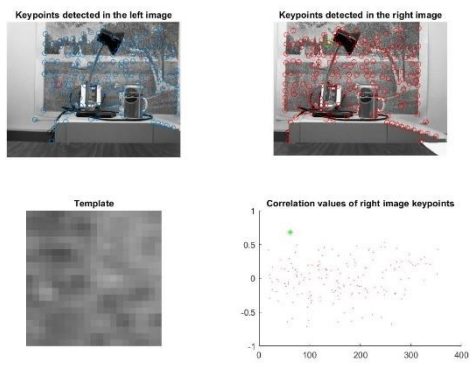 Keypoints detected in the left image
Keypoints detected in the right image
Template
Correlation values of right image keypoints
1
0.5
0
-0.5
-1
0 100 200 300 400